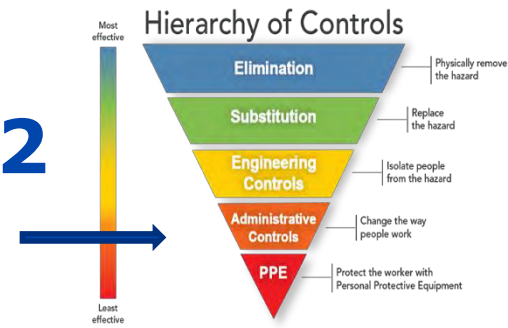 Hierarchy of Controls
Most
effective
2
Elimination
Physically remove
the hazard
Substitution
Replace
the hazard
Engineering
Controls
Isolate people
from the hazard
Administrative
Controls
Change the way
people work
PPE
Protect the worker with
Personal Protective Equipment
Least
effective